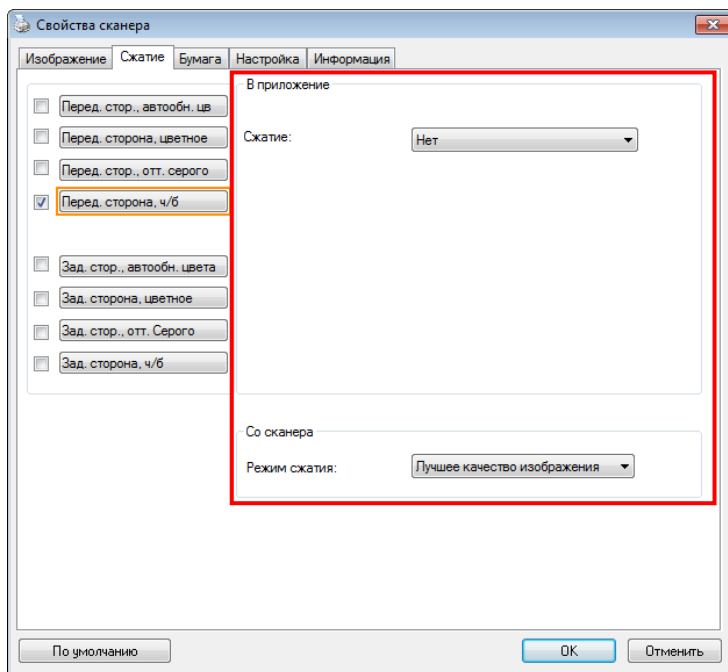 Свойства сканера
Изображение Сжатие Бумага Настройка Информация
Перед. стор., автообн. цв
Перед. сторона, цветное
Перед. стор., отт. серого
Перед. сторона, ч/б
Зад. стор., автообн. цвета
Зад. сторона, цветное
Зад. стор., отт. Серого
Зад. сторона, ч/б
В приложение
Сжатие: Нет
Со сканера
Режим сжатия: Лучшее качество изображения
По умолчанию OK Отменить